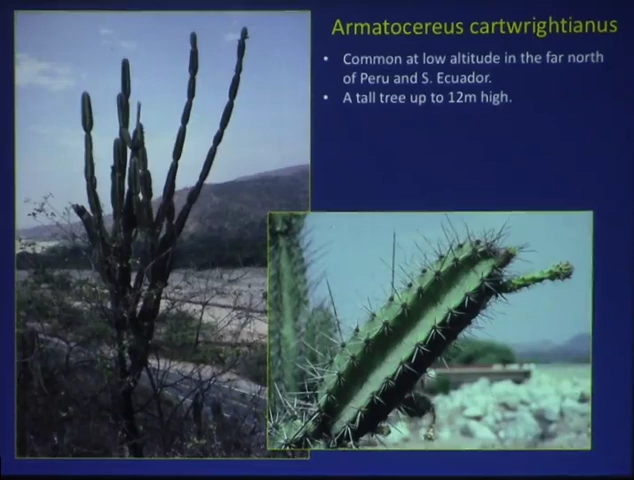 Armatocereus cartwrightianus
• Common at low altitude in the far north
of Peru and S. Ecuador.
• A tall tree up to 12m high.